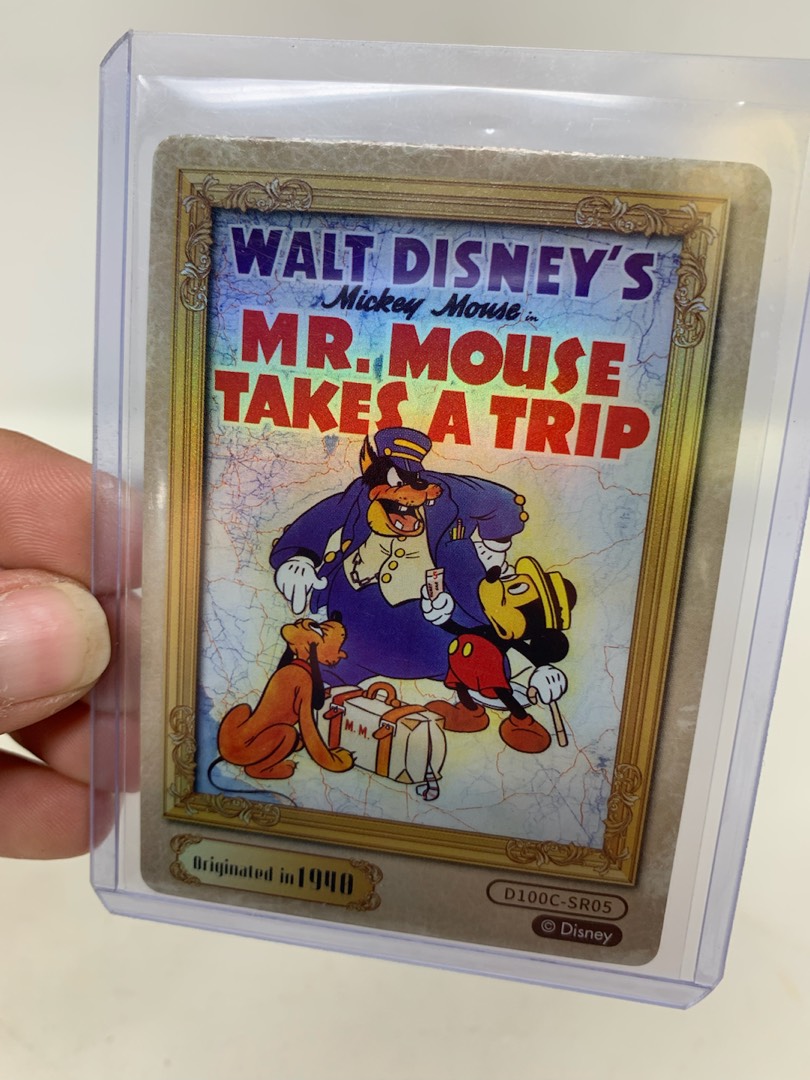 WALT DISNEY'S
Mickey Mouse in
MR. MOUSE
TAKES A TRIP
M.M.
Originated in 1940
D100C-SR05
© Disney